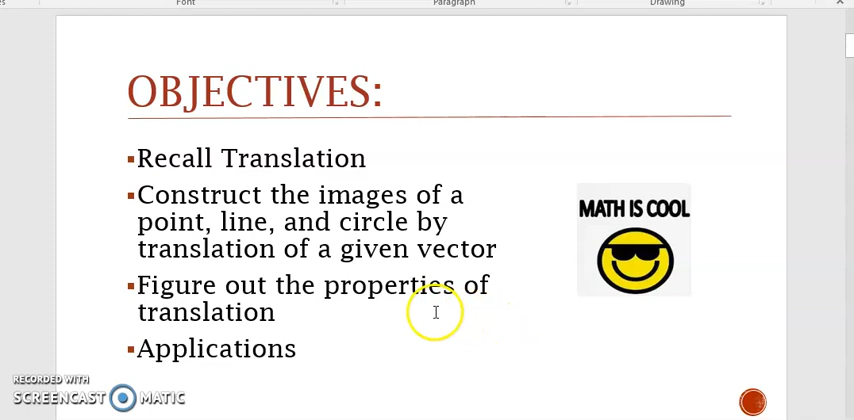 Font Paragraph Drawing
OBJECTIVES:
▪Recall Translation
▪Construct the images of a
point, line, and circle by
translation of a given vector
▪Figure out the properties of
translation
▪Applications
MATH IS COOL
RECORDED WITH
SCREENCAST MATIC